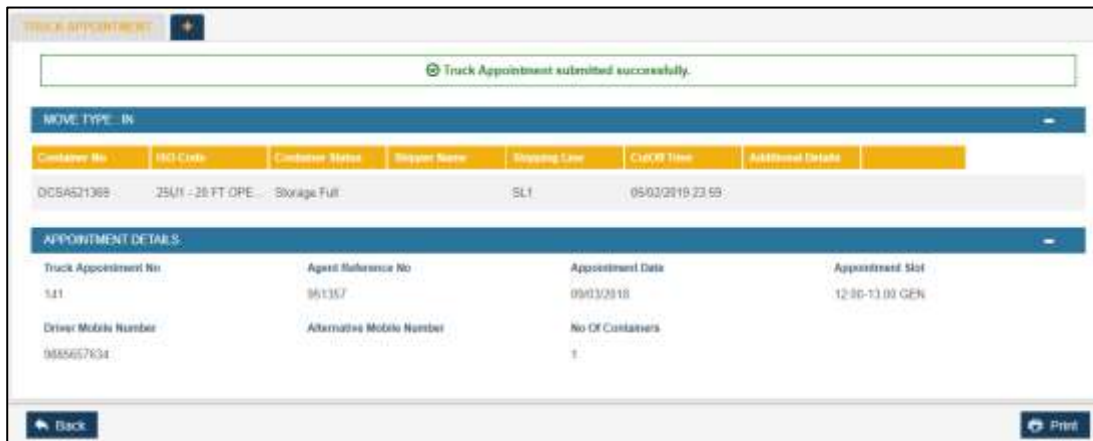 TRUCK APPOINTMENT +
Truck Appointment submitted successfully.
MOVE TYPE : IN
Container No ISO Code Container Status Shipper Name Shipping Line CutOff Time Additional Details
25U1 - 20 FT OPE... Storage Full SL1 05/02/2019 23:59
APPOINTMENT DETAILS
Truck Appointment No Agent Reference No Appointment Date Appointment Slot
141 951357 09/03/2018 12:00-13:00 GEN
Driver Mobile Number Alternative Mobile Number No Of Containers
1
Back Print